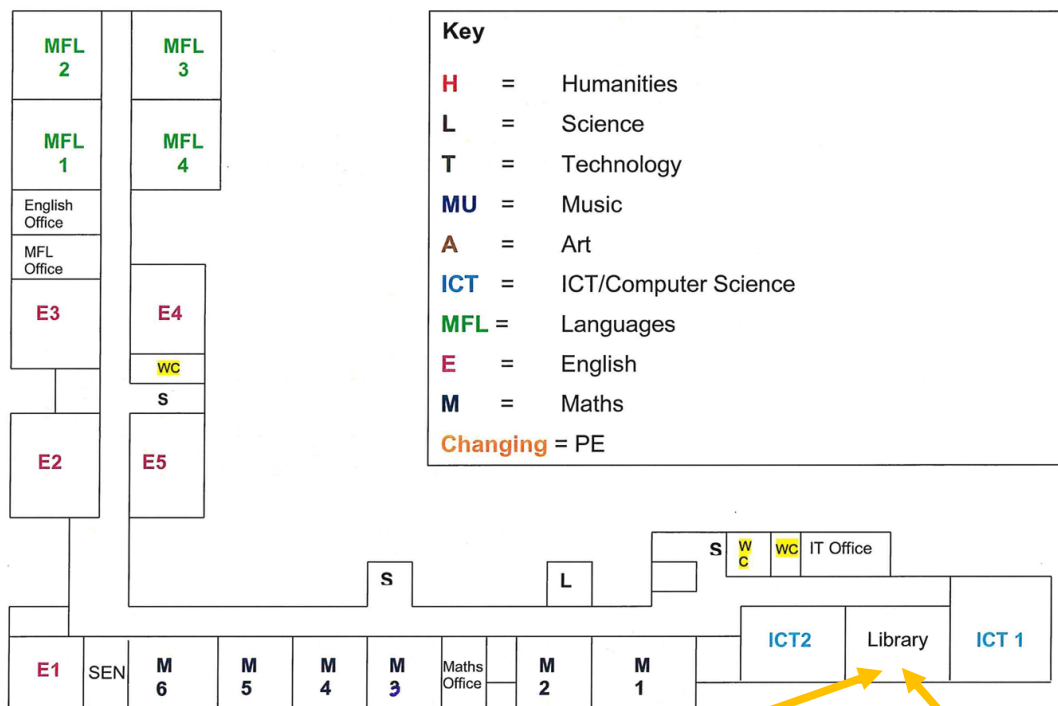 MFL
2
MFL
3
MFL
1
MFL
4
English
Office
MFL
Office
E3
E4
WC
S
E2
E5
Key
H = Humanities
L = Science
T = Technology
MU = Music
A = Art
ICT = ICT/Computer Science
MFL = Languages
E = English
M = Maths
Changing = PE
S
W
C
WC
IT Office
S
L
ICT2
Library
ICT 1
E1
SEN
M
6
M
5
M
4
M
3
Maths
Office
M
2
M
1